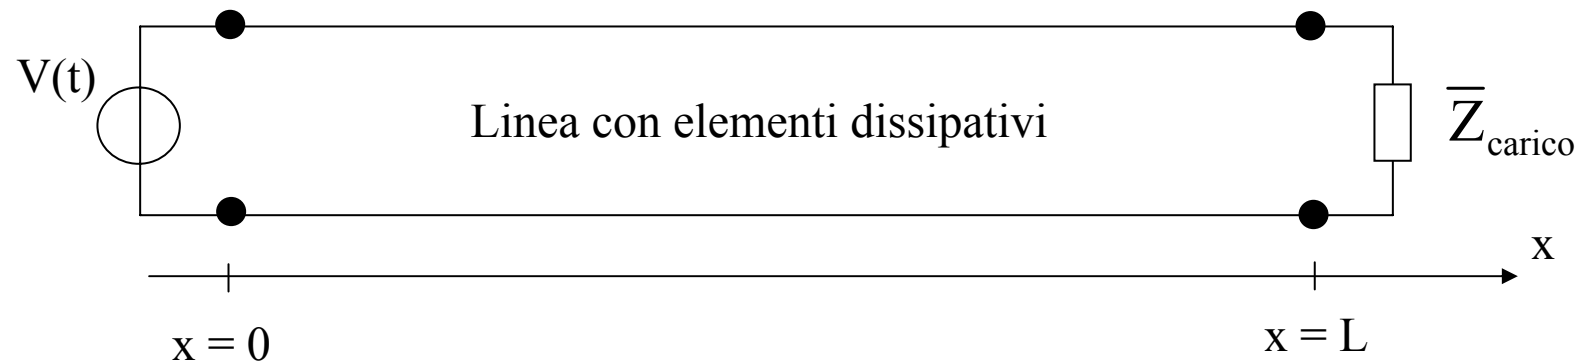 V(t)
Linea con elementi dissipativi
Z̅carico
x
x = 0
x = L